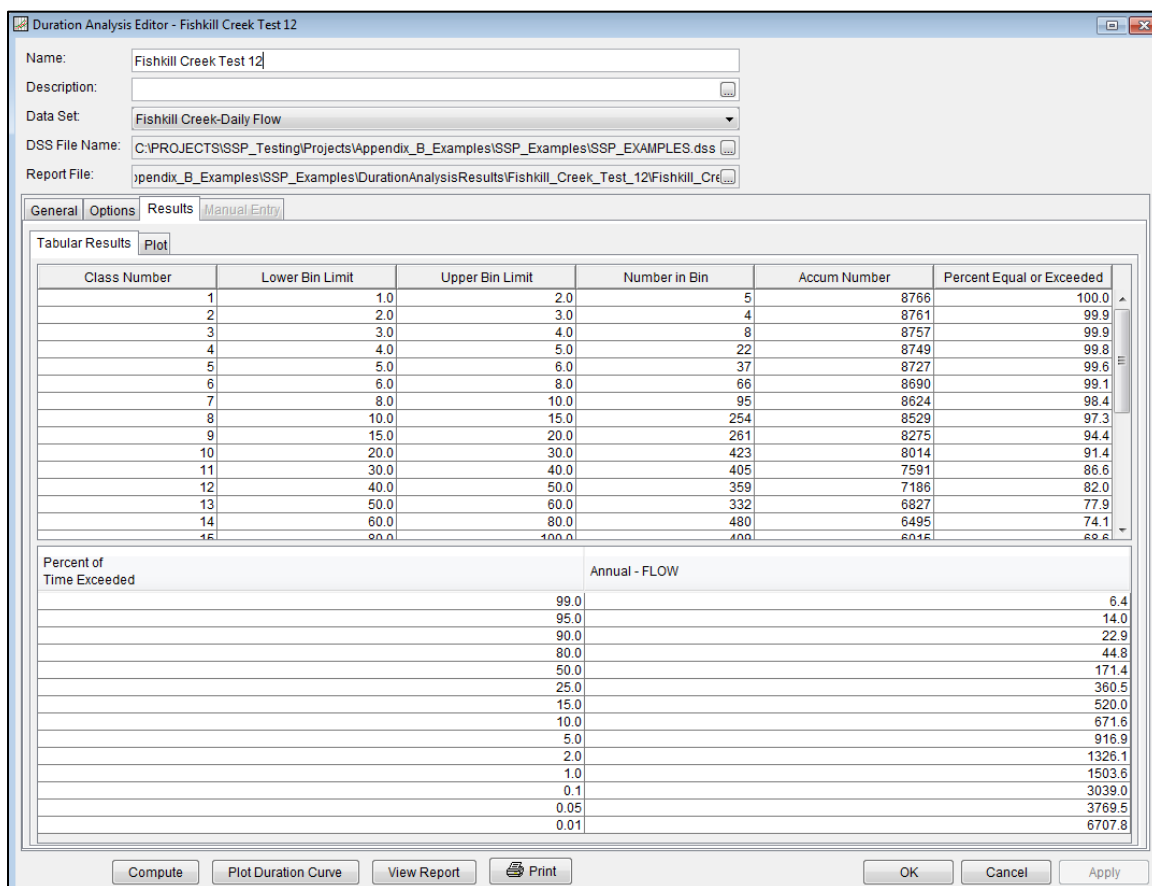 Duration Analysis Editor - Fishkill Creek Test 12
Name: Fishkill Creek Test 12
Description: ...
Data Set: Fishkill Creek-Daily Flow
DSS File Name: C:\PROJECTS\SSP_Testing\Projects\Appendix_B_Examples\SSP_Examples\SSP_EXAMPLES.dss ...
Report File: ppendix_B_Examples\SSP_Examples\DurationAnalysisResults\Fishkill_Creek_Test_12\Fishkill_Cre ...
General Options Results Manual Entry
Tabular Results Plot
Class Number Lower Bin Limit Upper Bin Limit Number in Bin Accum Number Percent Equal or Exceeded
1 1.0 2.0 5 8766 100.0
2 2.0 3.0 4 8761 99.9
3 3.0 4.0 8 8757 99.9
4 4.0 5.0 22 8749 99.8
5 5.0 6.0 37 8727 99.6
6 6.0 8.0 66 8690 99.1
7 8.0 10.0 95 8624 98.4
8 10.0 15.0 254 8529 97.3
9 15.0 20.0 261 8275 94.4
10 20.0 30.0 423 8014 91.4
11 30.0 40.0 405 7591 86.6
12 40.0 50.0 359 7186 82.0
13 50.0 60.0 332 6827 77.9
14 60.0 80.0 480 6495 74.1
15 80.0 100.0 409 6015 68.6
Percent of
Time Exceeded Annual - FLOW
99.0 6.4
95.0 14.0
90.0 22.9
80.0 44.8
50.0 171.4
25.0 360.5
15.0 520.0
10.0 671.6
5.0 916.9
2.0 1326.1
1.0 1503.6
0.1 3039.0
0.05 3769.5
0.01 6707.8
Compute Plot Duration Curve View Report Print OK Cancel Apply